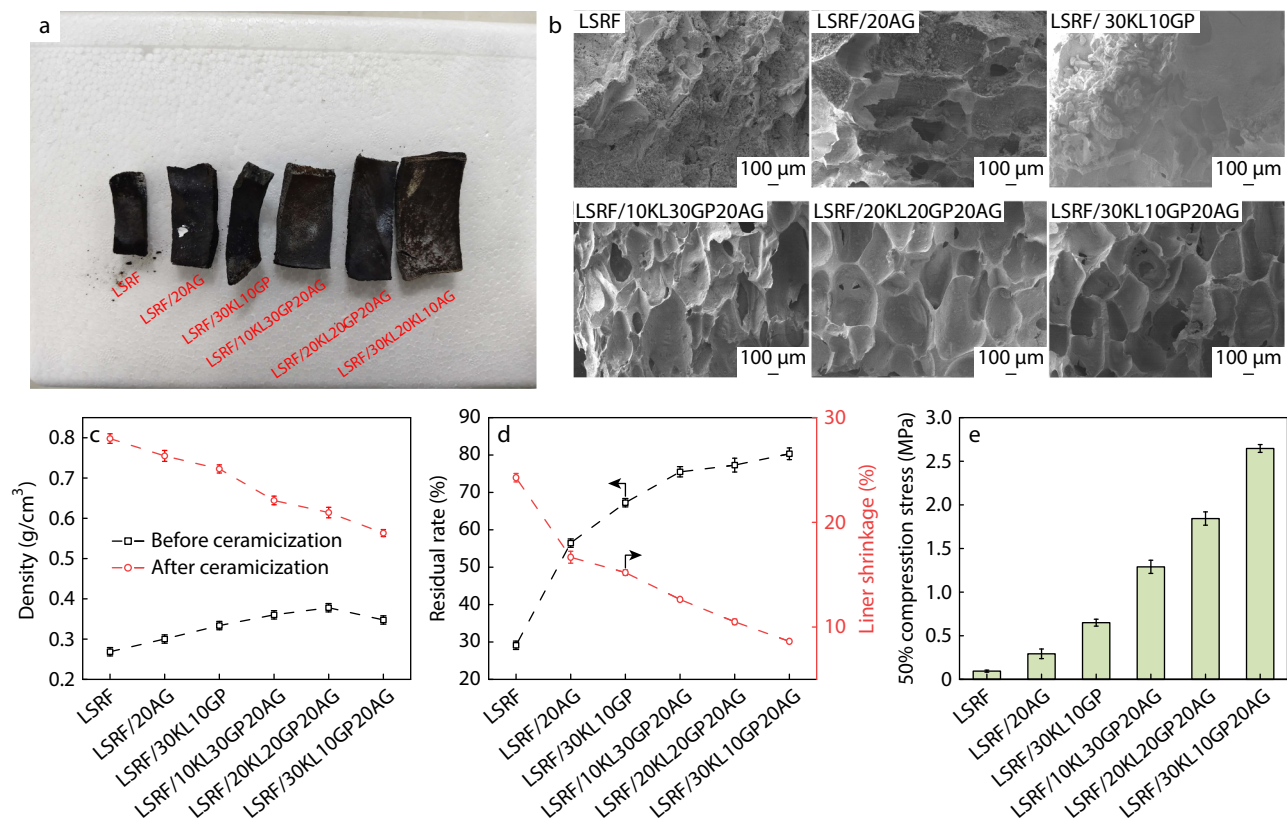 a
LSRF
LSRF/20AG
LSRF/30KL10GP
LSRF/10KL30GP20AG
LSRF/20KL20GP20AG
LSRF/30KL20KL10AG
b
LSRF
100 μm
LSRF/20AG
100 μm
LSRF/ 30KL10GP
100 μm
LSRF/10KL30GP20AG
100 μm
LSRF/20KL20GP20AG
100 μm
LSRF/30KL10GP20AG
100 μm
c
Density (g/cm³)
0.8
0.7
0.6
0.5
0.4
0.3
0.2
Before ceramicization
After ceramicization
LSRF
LSRF/20AG
LSRF/30KL10GP
LSRF/10KL30GP20AG
LSRF/20KL20GP20AG
LSRF/30KL10GP20AG
d
Residual rate (%)
90
80
70
60
50
40
30
20
30
20
10
Liner shrinkage (%)
LSRF
LSRF/20AG
LSRF/30KL10GP
LSRF/10KL30GP20AG
LSRF/20KL20GP20AG
LSRF/30KL10GP20AG
e
50% compresstion stress (MPa)
3.0
2.5
2.0
1.5
1.0
0.5
0
LSRF
LSRF/20AG
LSRF/30KL10GP
LSRF/10KL30GP20AG
LSRF/20KL20GP20AG
LSRF/30KL10GP20AG